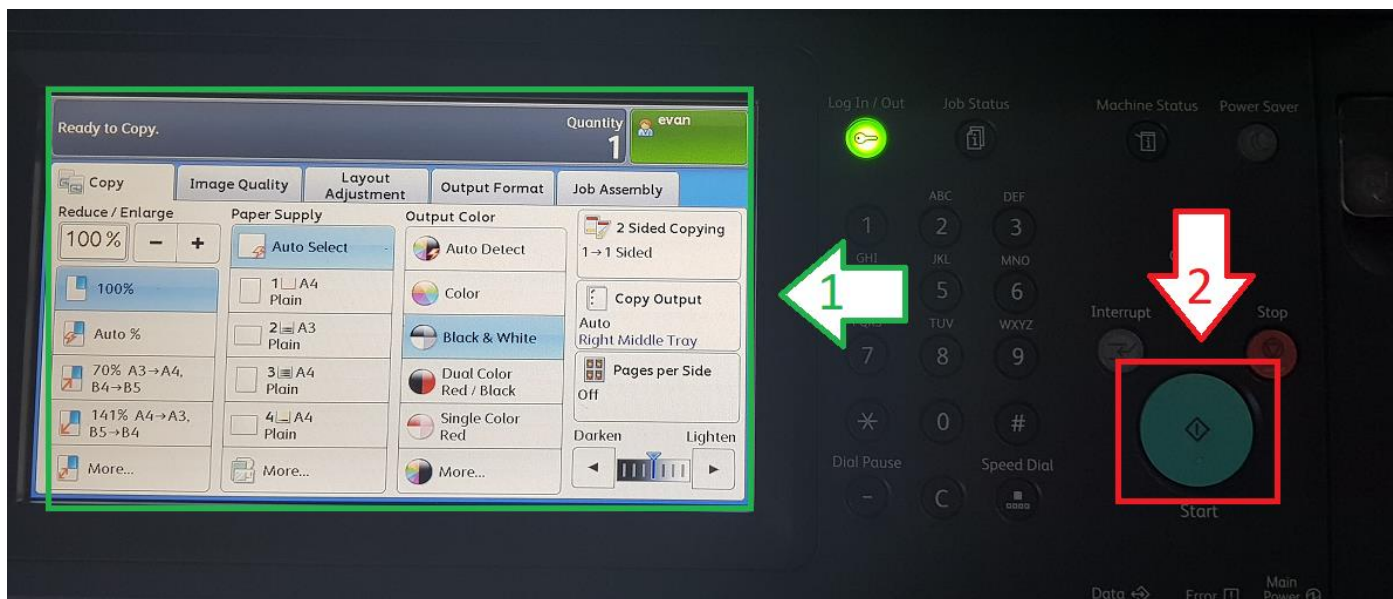 Ready to Copy.
Quantity
1
evan
Copy
Image Quality
Layout
Adjustment
Output Format
Job Assembly
Reduce / Enlarge
100%
-
+
100%
Auto %
70% A3→A4,
B4→B5
141% A4→A3,
B5→B4
More...
Paper Supply
Auto Select
1 A4
Plain
2 A3
Plain
3 A4
Plain
4 A4
Plain
More...
Output Color
Auto Detect
Color
Black & White
Dual Color
Red / Black
Single Color
Red
More...
2 Sided Copying
1→1 Sided
Copy Output
Auto
Right Middle Tray
Pages per Side
Off
Darken
Lighten
1
Log In / Out
Job Status
Machine Status
Power Saver
ABC
DEF
1
2
3
GHI
JKL
MNO
5
6
TUV
WXYZ
7
8
9
*
0
#
Dial Pause
Speed Dial
-
C
2
Interrupt
Stop
Start
Data
Error
Main
Power